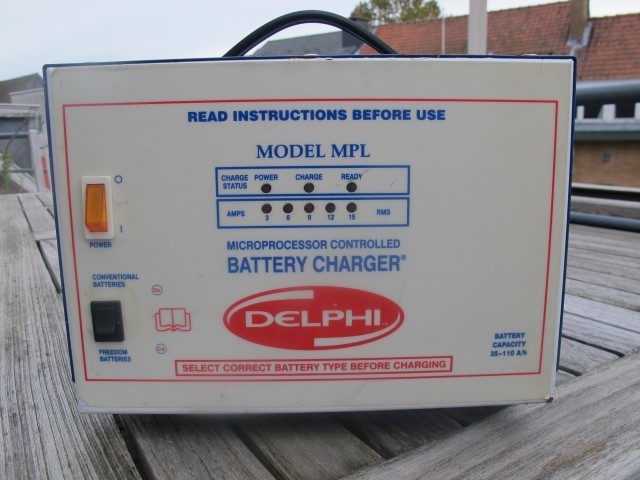 READ INSTRUCTIONS BEFORE USE
MODEL MPL
CHARGE STATUS
POWER CHARGE READY
AMPS 3 6 9 12 15 RMS
MICROPROCESSOR CONTROLLED
BATTERY CHARGER®
DELPHI
O
I
POWER
CONVENTIONAL
BATTERIES
FREEDOM
BATTERIES
BATTERY
CAPACITY
35-110 A/h
SELECT CORRECT BATTERY TYPE BEFORE CHARGING